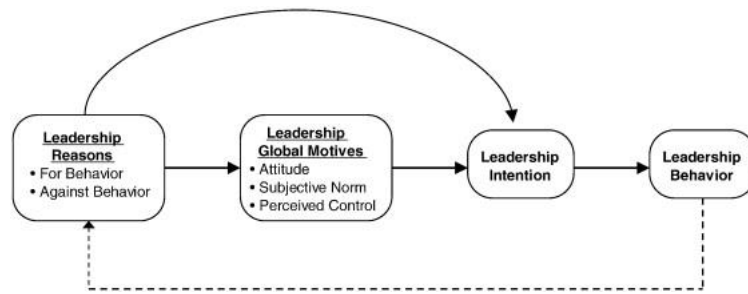 Leadership
Reasons
• For Behavior
• Against Behavior
Leadership
Global Motives
• Attitude
• Subjective Norm
• Perceived Control
Leadership
Intention
Leadership
Behavior